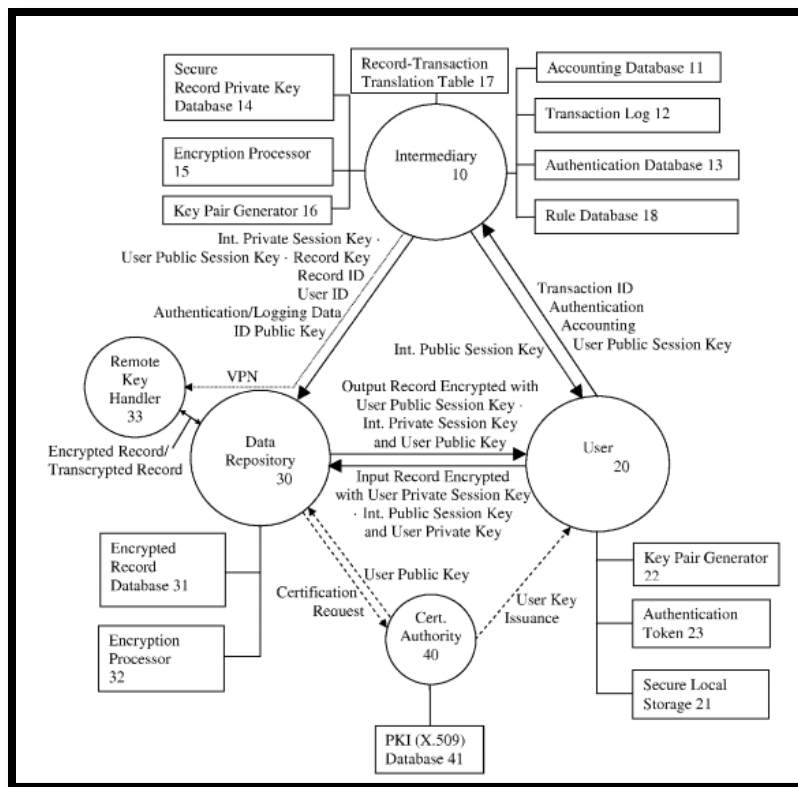 Secure
Record Private Key
Database 14
Record-Transaction
Translation Table 17
Accounting Database 11
Transaction Log 12
Encryption Processor
15
Intermediary
10
Authentication Database 13
Key Pair Generator 16
Rule Database 18
Int. Private Session Key ·
User Public Session Key · Record Key
Record ID
User ID
Authentication/Logging Data
ID Public Key
Transaction ID
Authentication
Accounting
User Public Session Key
Int. Public Session Key
Remote
Key
Handler
33
VPN
Encrypted Record/
Transcrypted Record
Data
Repository
30
Output Record Encrypted with
User Public Session Key ·
Int. Private Session Key
and User Public Key
Input Record Encrypted
with User Private Session Key
· Int. Public Session Key
and User Private Key
User
20
Encrypted
Record
Database 31
Encryption
Processor
32
Certification
Request
User Public Key
Cert.
Authority
40
User Key
Issuance
Key Pair Generator
22
Authentication
Token 23
Secure Local
Storage 21
PKI (X.509)
Database 41